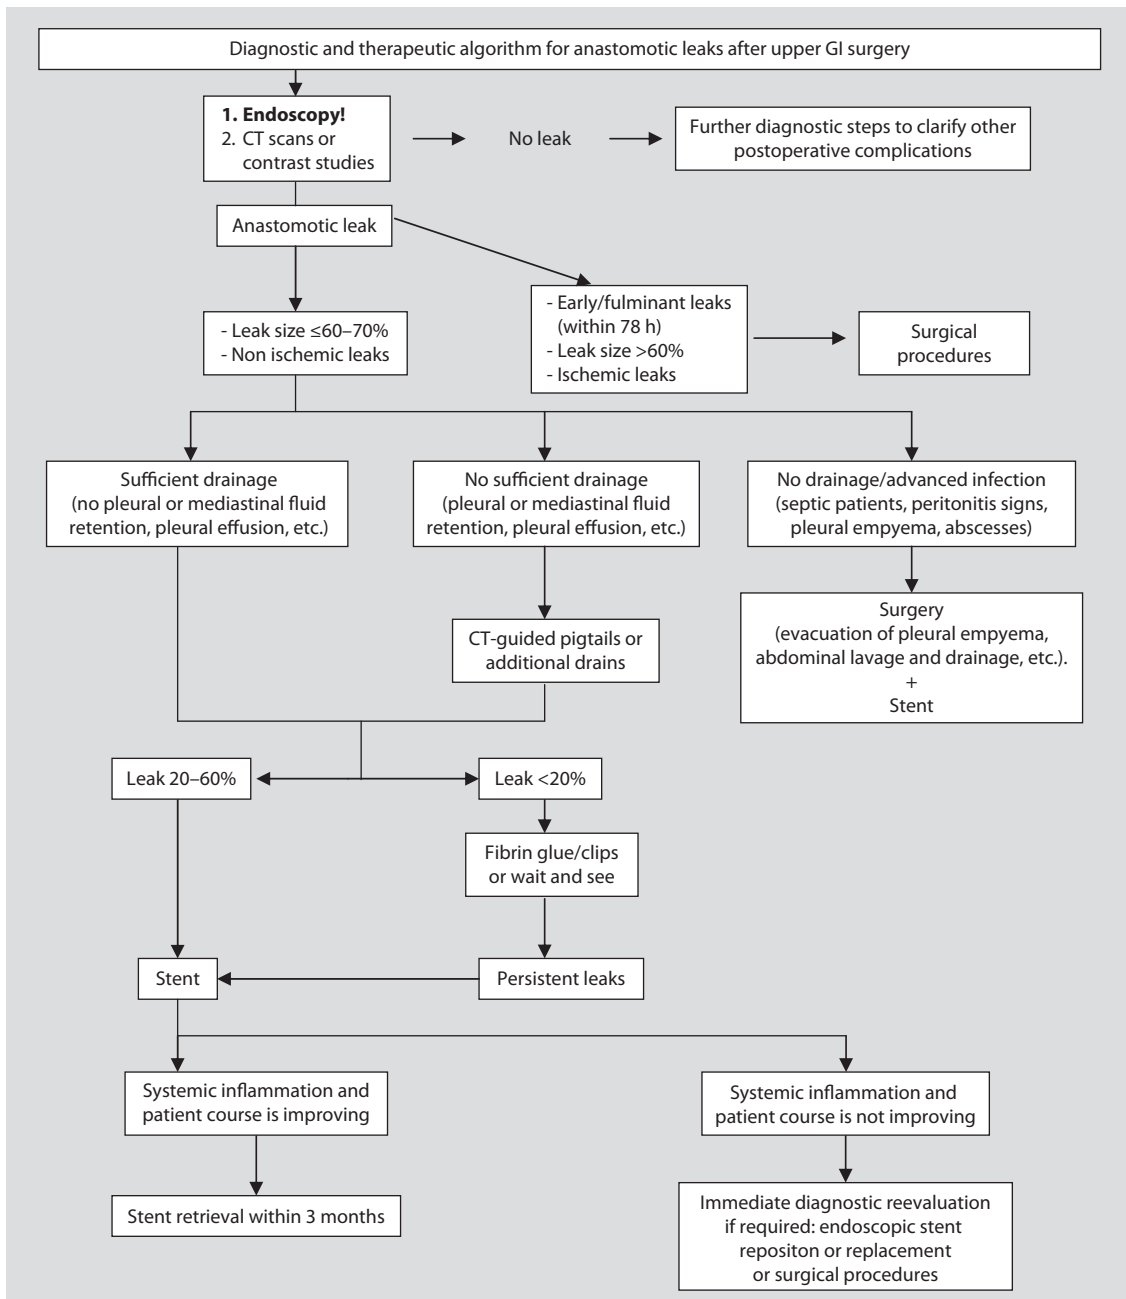 Diagnostic and therapeutic algorithm for anastomotic leaks after upper GI surgery
1. Endoscopy!
2. CT scans or
contrast studies
No leak
Further diagnostic steps to clarify other
postoperative complications
Anastomotic leak
- Leak size ≤60–70%
- Non ischemic leaks
- Early/fulminant leaks
(within 78 h)
- Leak size >60%
- Ischemic leaks
Surgical
procedures
Sufficient drainage
(no pleural or mediastinal fluid
retention, pleural effusion, etc.)
No sufficient drainage
(pleural or mediastinal fluid
retention, pleural effusion, etc.)
No drainage/advanced infection
(septic patients, peritonitis signs,
pleural empyema, abscesses)
CT-guided pigtails or
additional drains
Surgery
(evacuation of pleural empyema,
abdominal lavage and drainage, etc.).
+
Stent
Leak 20–60%
Leak <20%
Fibrin glue/clips
or wait and see
Stent
Persistent leaks
Systemic inflammation and
patient course is improving
Systemic inflammation and
patient course is not improving
Stent retrieval within 3 months
Immediate diagnostic reevaluation
if required: endoscopic stent
repositon or replacement
or surgical procedures